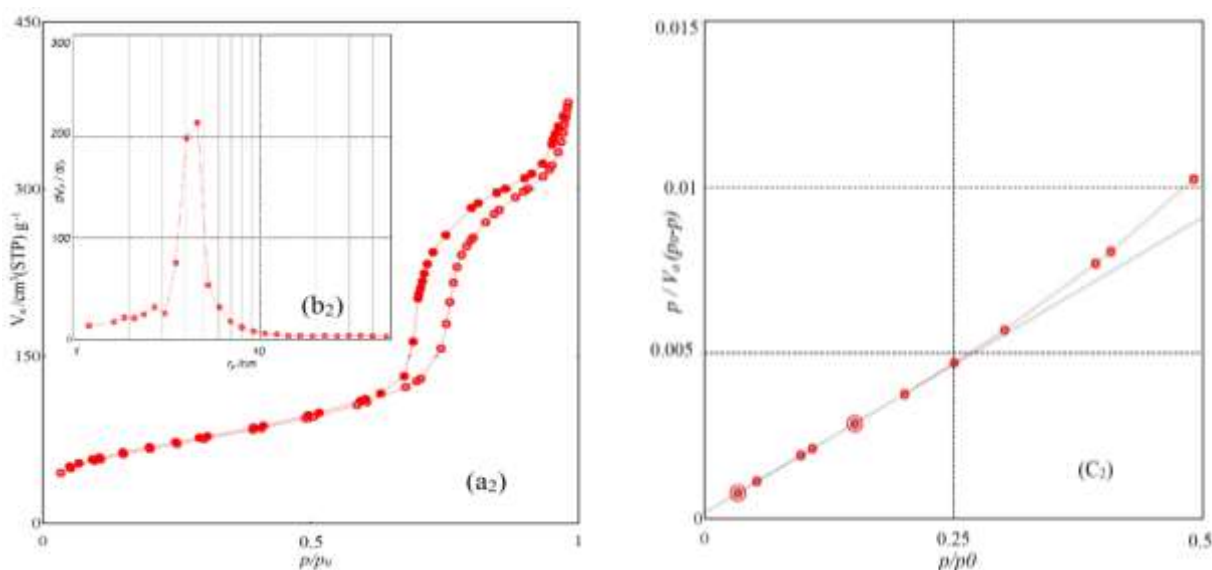 450
300
150
0
Vₐ/cm³(STP) g⁻¹
0
0.5
1
p/p₀
(a₂)
300
200
100
0
dVₚ/drₚ
10
rₚ/nm
(b₂)
0.015
0.01
0.005
0
p / Vₐ (p₀-p)
0
0.25
0.5
p/p0
(C₂)